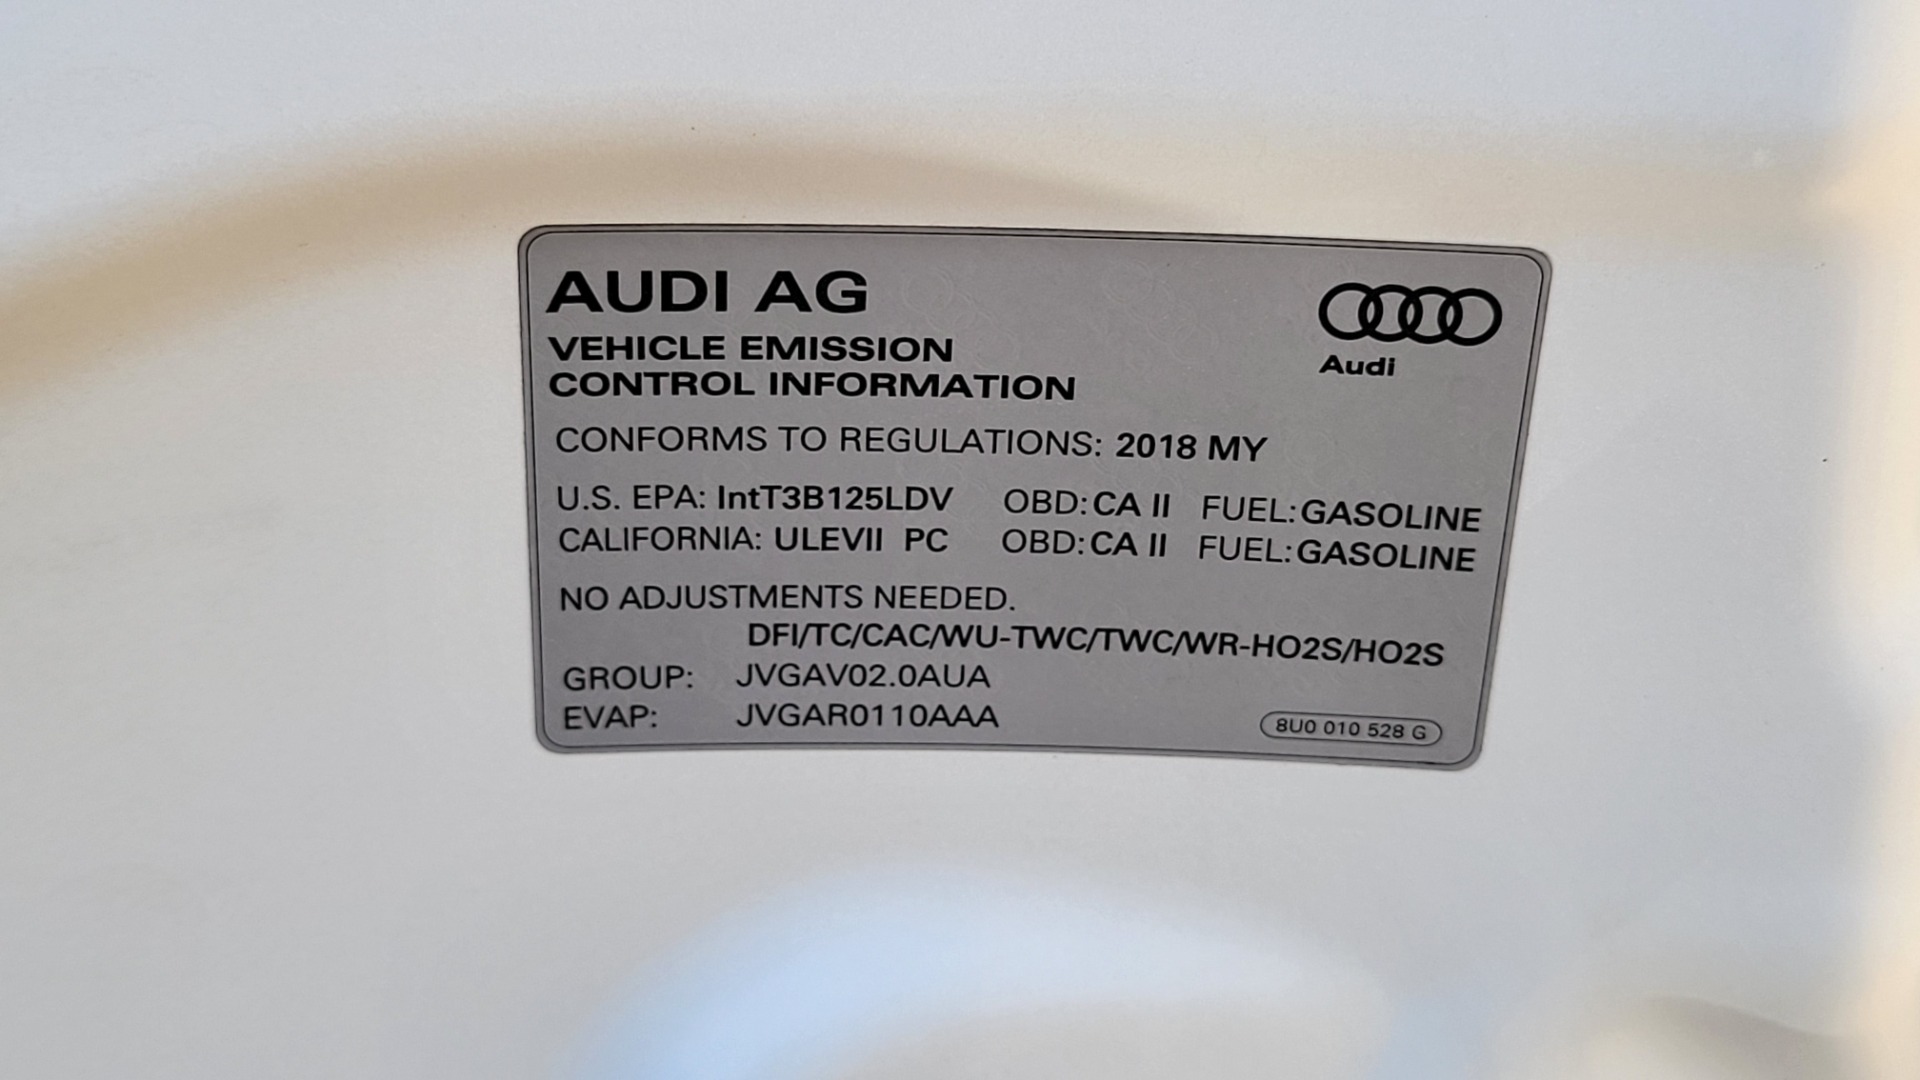 AUDI AG
Audi
VEHICLE EMISSION
CONTROL INFORMATION
CONFORMS TO REGULATIONS: 2018 MY
U.S. EPA: IntT3B125LDV OBD: CA II FUEL: GASOLINE
CALIFORNIA: ULEVII PC OBD: CA II FUEL: GASOLINE
NO ADJUSTMENTS NEEDED.
DFI/TC/CAC/WU-TWC/TWC/WR-HO2S/HO2S
GROUP: JVGAV02.0AUA
EVAP: JVGAR0110AAA
8U0 010 528 G